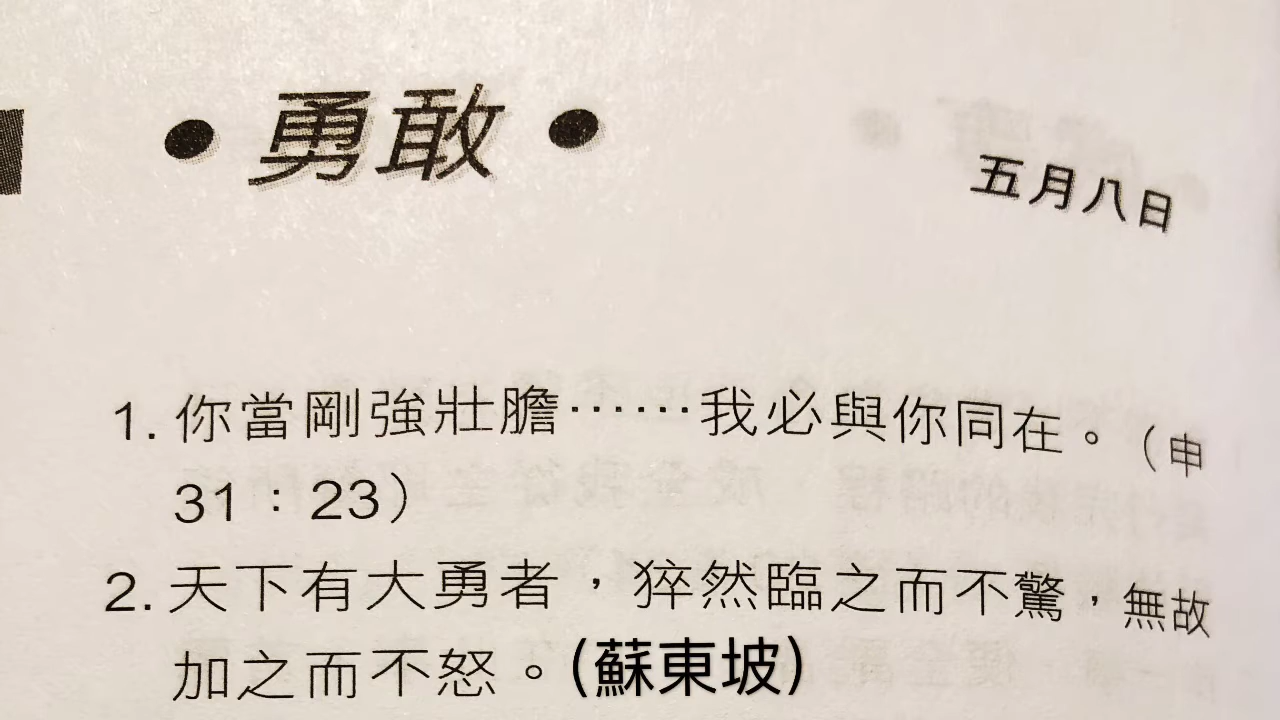 • 勇敢 •
五月八日
1. 你當剛強壯膽⋯⋯我必與你同在。(申
31:23)
2. 天下有大勇者,猝然臨之而不驚,無故
加之而不怒。(蘇東坡)